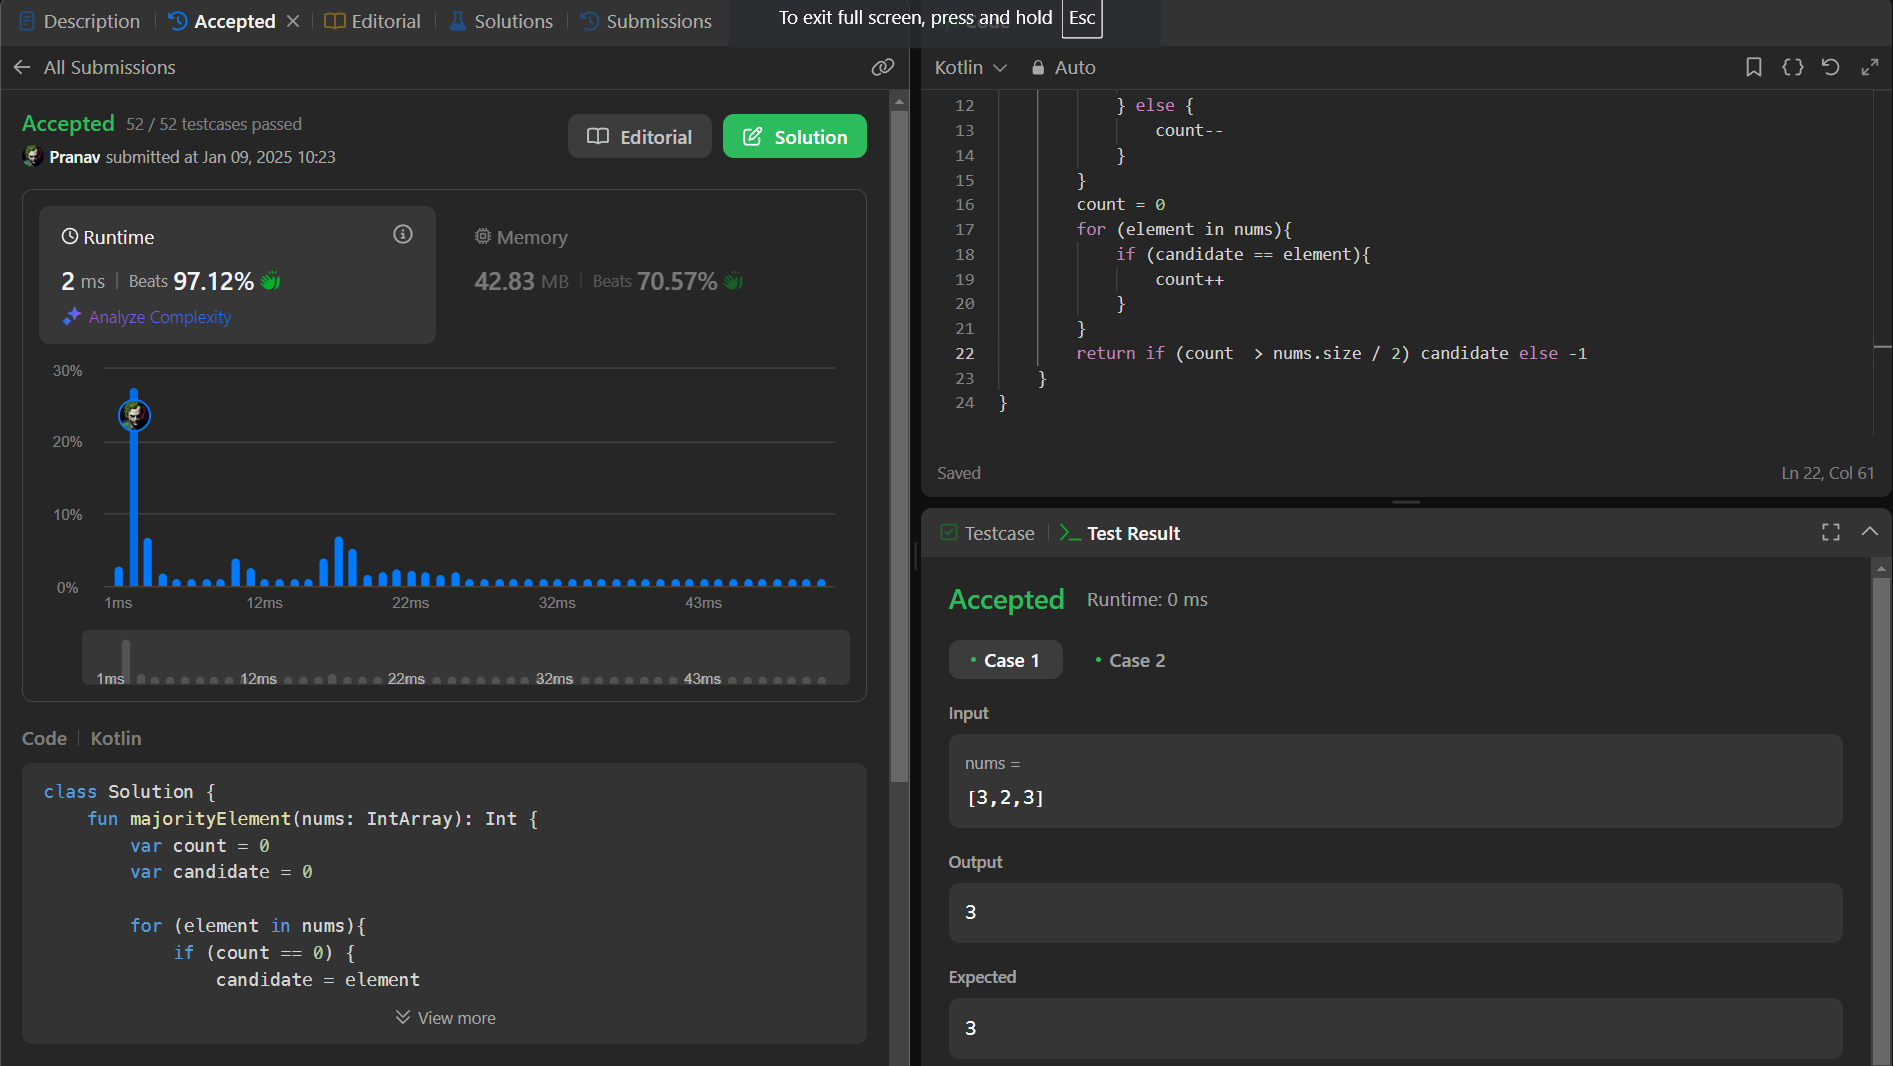 Description
Accepted
Editorial
Solutions
Submissions
To exit full screen, press and hold Esc
All Submissions
Accepted 52 / 52 testcases passed
Pranav submitted at Jan 09, 2025 10:23
Editorial
Solution
Runtime
2 ms | Beats 97.12%
Analyze Complexity
Memory
42.83 MB | Beats 70.57%
30%
20%
10%
0%
1ms 12ms 22ms 32ms 43ms
1ms 12ms 22ms 32ms 43ms
Code | Kotlin
class Solution {
    fun majorityElement(nums: IntArray): Int {
        var count = 0
        var candidate = 0
        for (element in nums){
            if (count == 0) {
                candidate = element
View more
Kotlin
Auto
12 } else {
13 count--
14 }
15 }
16 count = 0
17 for (element in nums){
18 if (candidate == element){
19 count++
20 }
21 }
22 return if (count  > nums.size / 2) candidate else -1
23 }
24 }
Saved
Ln 22, Col 61
Testcase
Test Result
Accepted Runtime: 0 ms
Case 1
Case 2
Input
nums =
[3,2,3]
Output
3
Expected
3